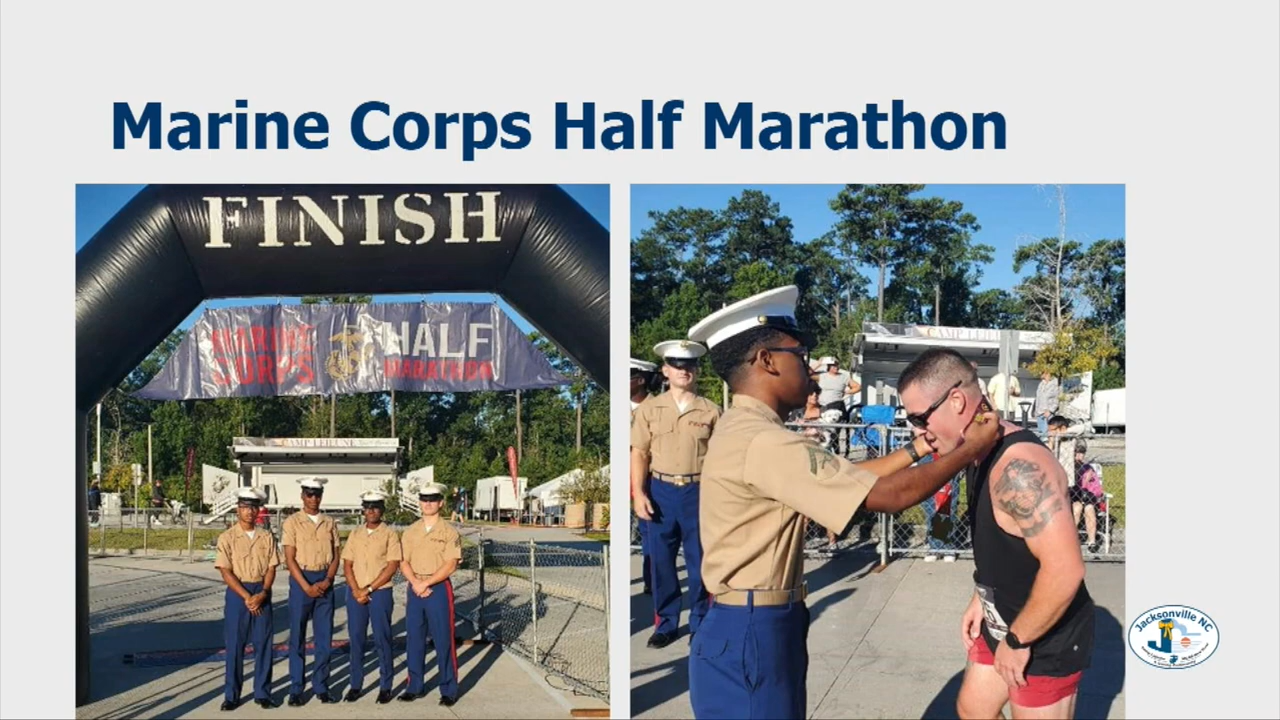 Marine Corps Half Marathon
FINISH
MARINE
CORPS
HALF
MARATHON
CAMP LEJEUNE
CAMP LEJEUNE
Jacksonville NC